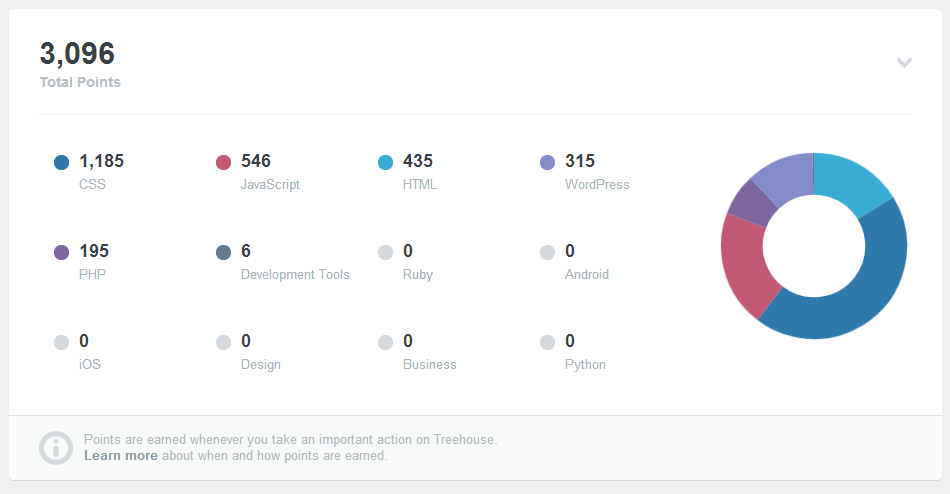 3,096
Total Points
1,185
CSS
546
JavaScript
435
HTML
315
WordPress
195
PHP
6
Development Tools
0
Ruby
0
Android
0
iOS
0
Design
0
Business
0
Python
Points are earned whenever you take an important action on Treehouse.
Learn more about when and how points are earned.